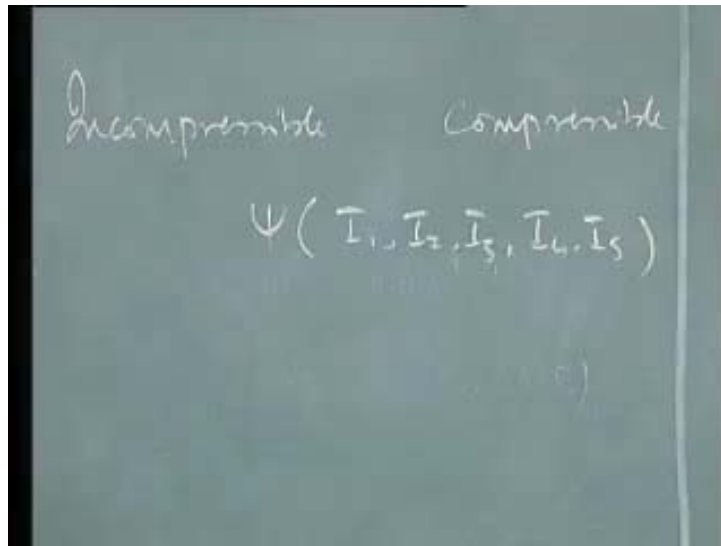 Incompressible compressible
Ψ ( I₁, I₂, I₃, I₄, I₅ )